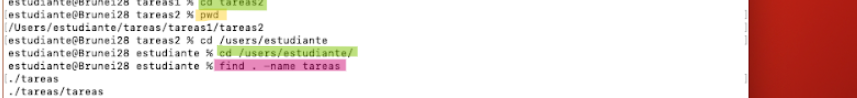 estudiante@Brunei28 tareas1 % cd tareas2
[estudiante@Brunei28 tareas2 % pwd ]
/Users/estudiante/tareas/tareas1/tareas2
[estudiante@Brunei28 tareas2 % cd /users/estudiante
estudiante@Brunei28 estudiante % cd /users/estudiante/
estudiante@Brunei28 estudiante % find . -name tareas
[./tareas ]
./tareas/tareas